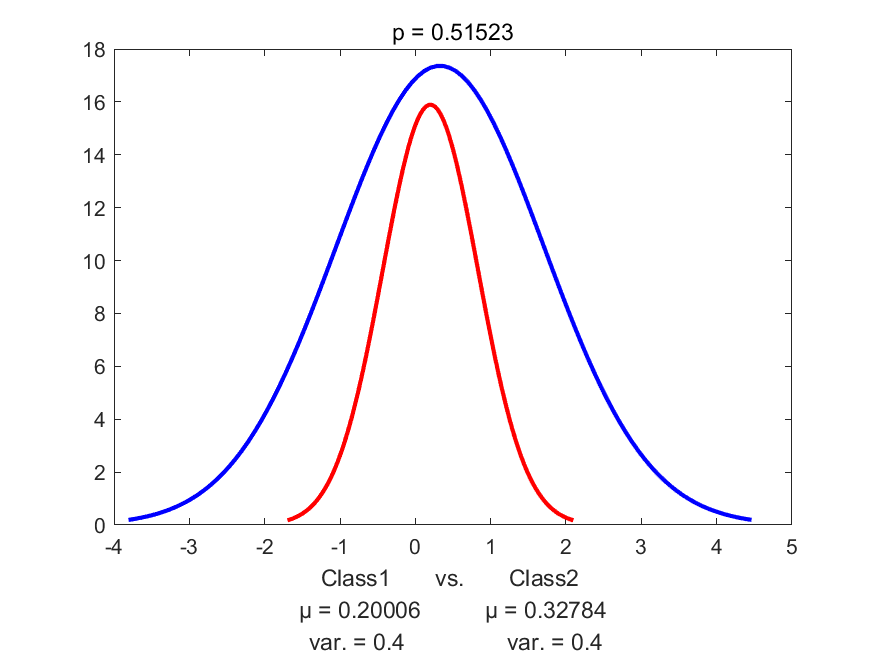 p = 0.51523
18
16
14
12
10
8
6
4
2
0
-4 -3 -2 -1 0 1 2 3 4 5
Class1 vs. Class2
μ = 0.20006 μ = 0.32784
var. = 0.4 var. = 0.4